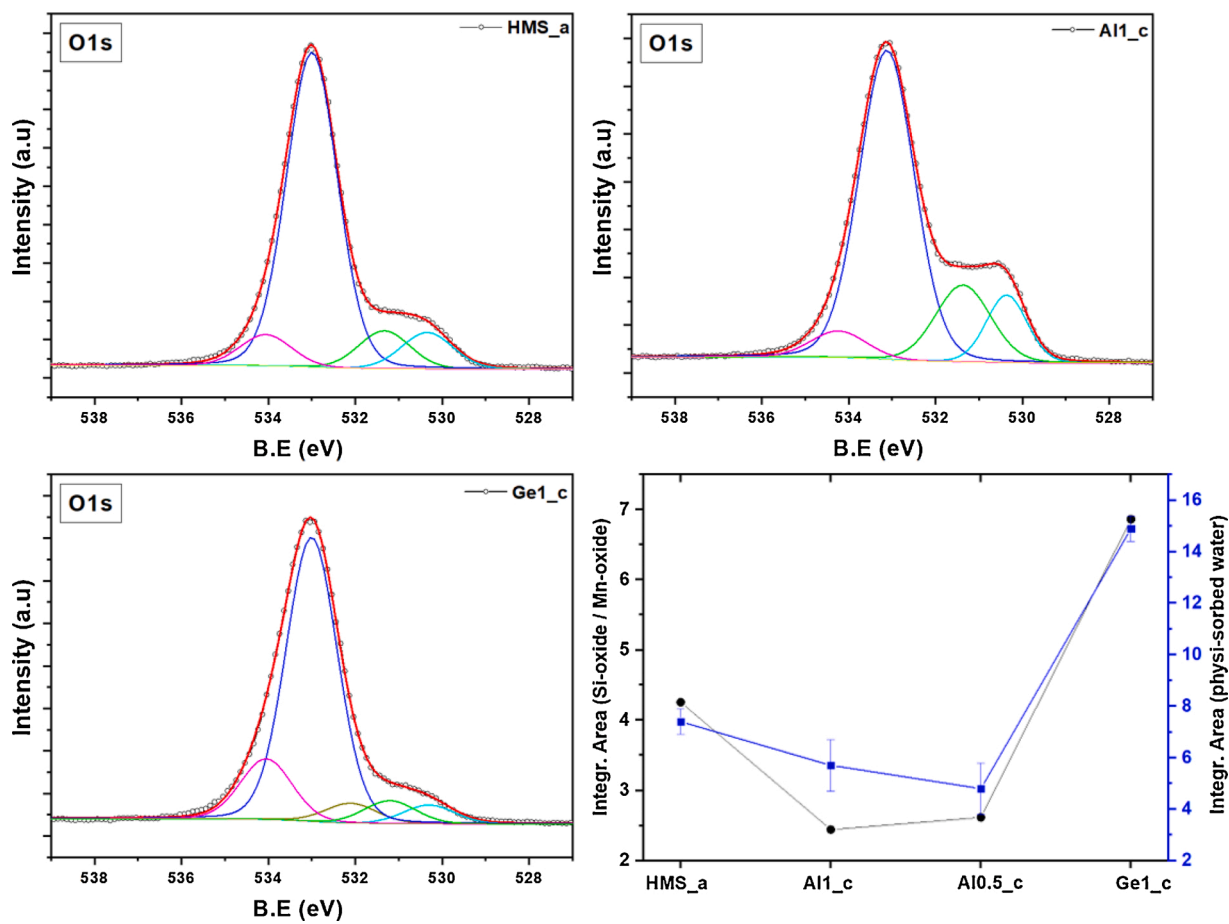 O1s
HMS_a
Intensity (a.u)
538 536 534 532 530 528
B.E (eV)
O1s
Al1_c
Intensity (a.u)
538 536 534 532 530 528
B.E (eV)
O1s
Ge1_c
Intensity (a.u)
538 536 534 532 530 528
B.E (eV)
Integr. Area (Si-oxide / Mn-oxide)
7
6
5
4
3
2
16
14
12
10
8
6
4
2
Integr. Area (physi-sorbed water)
HMS_a Al1_c Al0.5_c Ge1_c